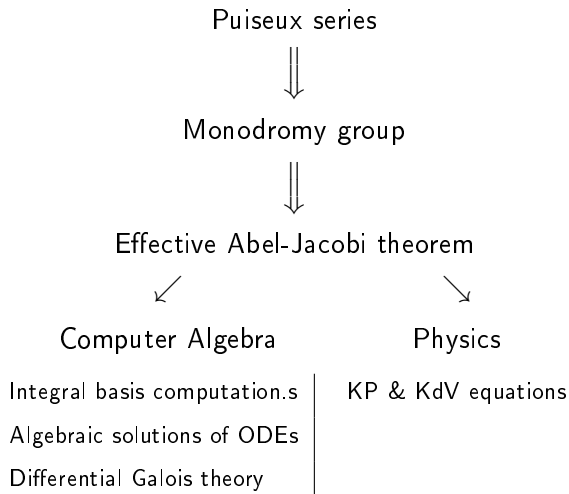 Puiseux series
Monodromy group
Effective Abel-Jacobi theorem
Computer Algebra
Physics
Integral basis computation.s
KP & KdV equations
Algebraic solutions of ODEs
Differential Galois theory